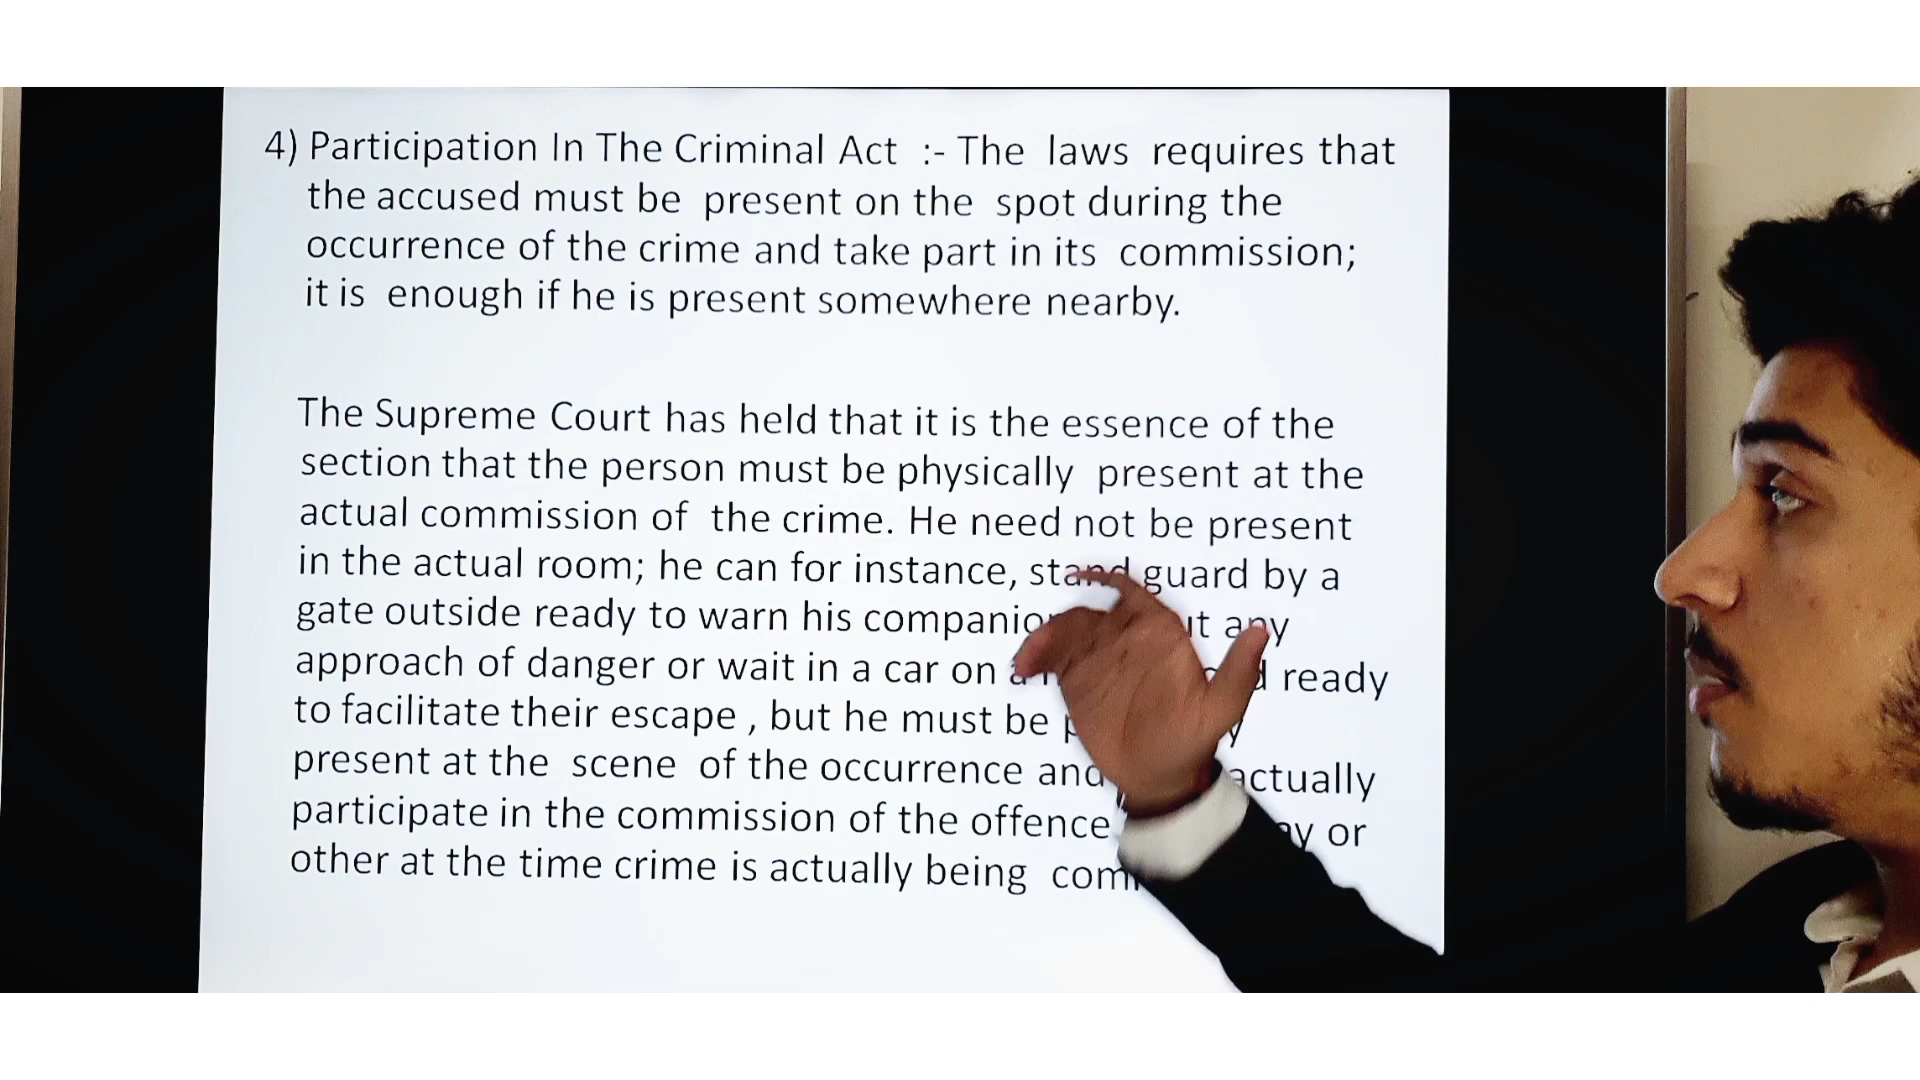 4) Participation In The Criminal Act :- The laws requires that
the accused must be present on the spot during the
occurrence of the crime and take part in its commission;
it is enough if he is present somewhere nearby.
The Supreme Court has held that it is the essence of the
section that the person must be physically present at the
actual commission of the crime. He need not be present
in the actual room; he can for instance, stand guard by a
gate outside ready to warn his any
approach of danger or wait in a car on ready
to facilitate their escape , but he must be
present at the scene of the occurrence and actually
participate in the commission of the offence or
other at the time crime is actually being